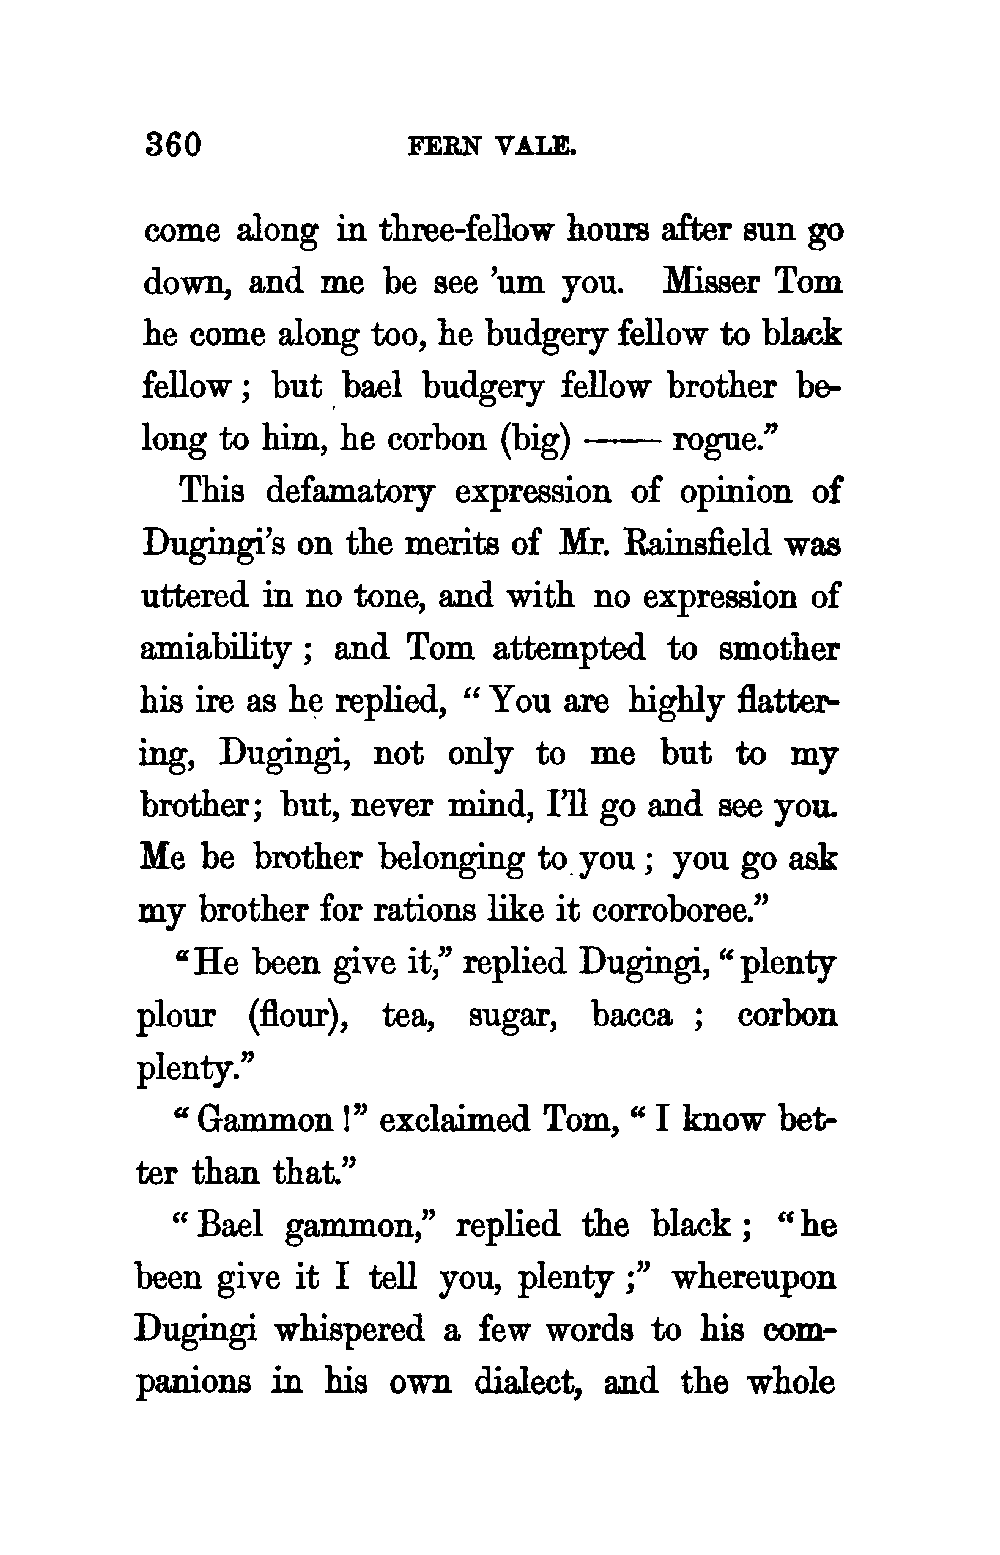 360 FERN VALE.
come along in three-fellow hours after sun go
down, and me be see ’um you. Misser Tom
he come along too, he budgery fellow to black
fellow ; but bael budgery fellow brother be-
long to him, he corbon (big) —— rogue.”
This defamatory expression of opinion of
Dugingi’s on the merits of Mr. Rainsfield was
uttered in no tone, and with no expression of
amiability ; and Tom attempted to smother
his ire as he replied, “ You are highly flatter-
ing, Dugingi, not only to me but to my
brother; but, never mind, I’ll go and see you.
Me be brother belonging to you ; you go ask
my brother for rations like it corroboree.”
“He been give it,” replied Dugingi, “ plenty
plour (flour), tea, sugar, bacca ; corbon
plenty.”
“ Gammon !” exclaimed Tom, “ I know bet-
ter than that.”
“ Bael gammon,” replied the black ; “ he
been give it I tell you, plenty ;” whereupon
Dugingi whispered a few words to his com-
panions in his own dialect, and the whole